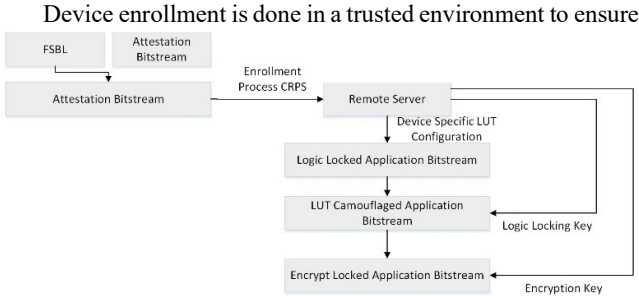 Device enrollment is done in a trusted environment to ensure
FSBL
Attestation
Bitstream
Attestation Bitstream
Enrollment
Process CRPS
Remote Server
Device Specific LUT
Configuration
Logic Locked Application Bitstream
LUT Camouflaged Application
Bitstream
Logic Locking Key
Encrypt Locked Application Bitstream
Encryption Key